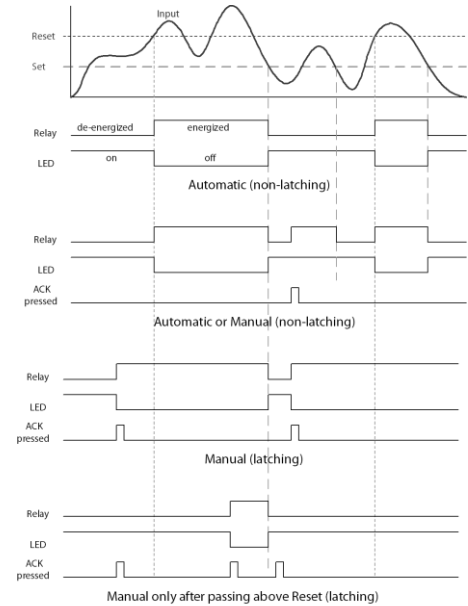 Input
Reset
Set
de-energized energized
Relay
LED
on off
Automatic (non-latching)
Relay
LED
ACK
pressed
Automatic or Manual (non-latching)
Relay
LED
ACK
pressed
Manual (latching)
Relay
LED
ACK
pressed
Manual only after passing above Reset (latching)